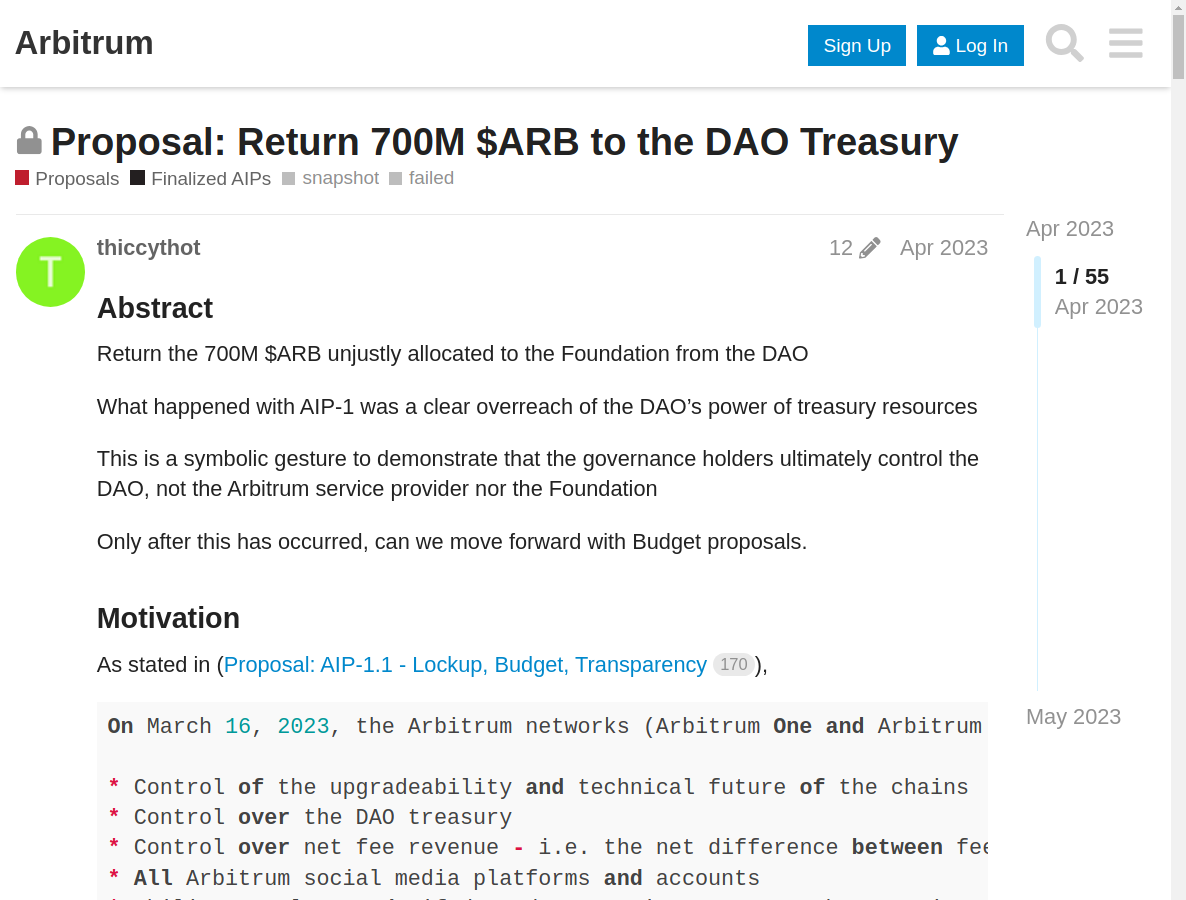 Arbitrum
Sign Up
Log In
Proposal: Return 700M $ARB to the DAO Treasury
Proposals Finalized AIPs snapshot failed
Apr 2023
T
thiccythot
12
Apr 2023
1 / 55
Apr 2023
Abstract
Return the 700M $ARB unjustly allocated to the Foundation from the DAO
What happened with AIP-1 was a clear overreach of the DAO’s power of treasury resources
This is a symbolic gesture to demonstrate that the governance holders ultimately control the
DAO, not the Arbitrum service provider nor the Foundation
Only after this has occurred, can we move forward with Budget proposals.
Motivation
As stated in (Proposal: AIP-1.1 - Lockup, Budget, Transparency 170),
On March 16, 2023, the Arbitrum networks (Arbitrum One and Arbitrum
* Control of the upgradeability and technical future of the chains
* Control over the DAO treasury
* Control over net fee revenue - i.e. the net difference between fee
* All Arbitrum social media platforms and accounts
May 2023